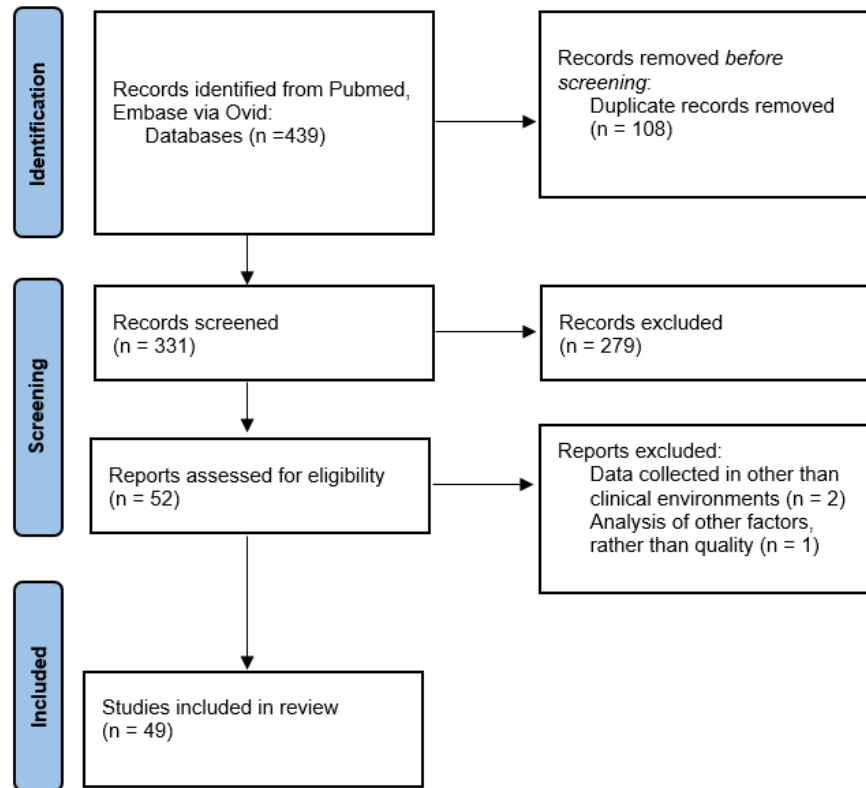 Identification
Records identified from Pubmed,
Embase via Ovid:
Databases (n =439)
Records removed before
screening:
Duplicate records removed
(n = 108)
Screening
Records screened
(n = 331)
Records excluded
(n = 279)
Reports assessed for eligibility
(n = 52)
Reports excluded:
Data collected in other than
clinical environments (n = 2)
Analysis of other factors,
rather than quality (n = 1)
Included
Studies included in review
(n = 49)